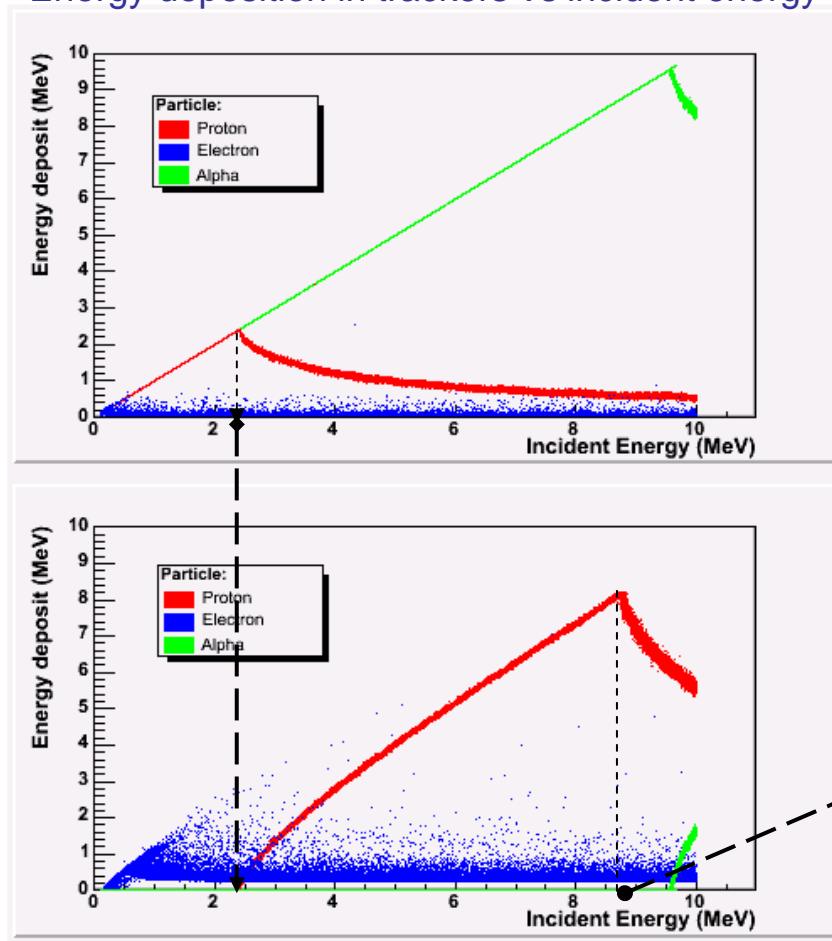 Energy deposition in trackers vs incident energy
Energy deposit (MeV)
10
9
8
7
6
5
4
3
2
1
0
Particle:
Proton
Electron
Alpha
0 2 4 6 8 10
Incident Energy (MeV)
Energy deposit (MeV)
10
9
8
7
6
5
4
3
2
1
0
Particle:
Proton
Electron
Alpha
0 2 4 6 8 10
Incident Energy (MeV)